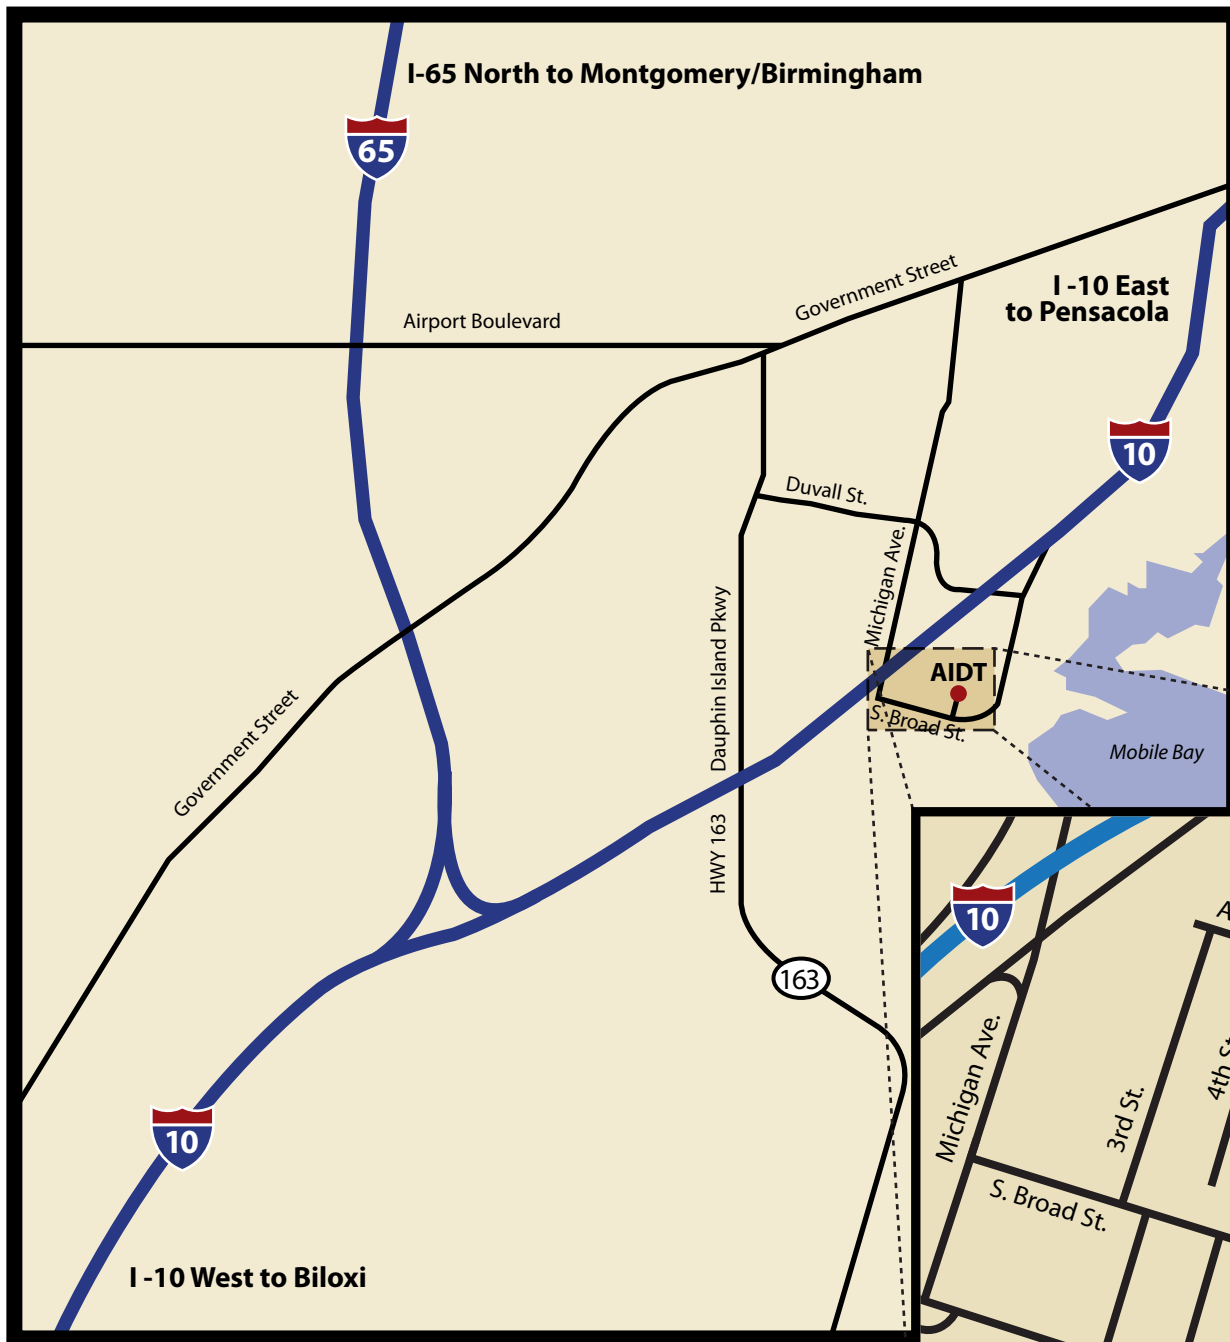 I-65 North to Montgomery/Birmingham
65
Government Street
I -10 East
to Pensacola
Airport Boulevard
10
Duvall St.
Michigan Ave.
HWY 163 Dauphin Island Pkwy
AIDT
S. Broad St.
Government Street
Mobile Bay
10
163
Michigan Ave.
3rd St.
4th St
S. Broad St.
10
I -10 West to Biloxi